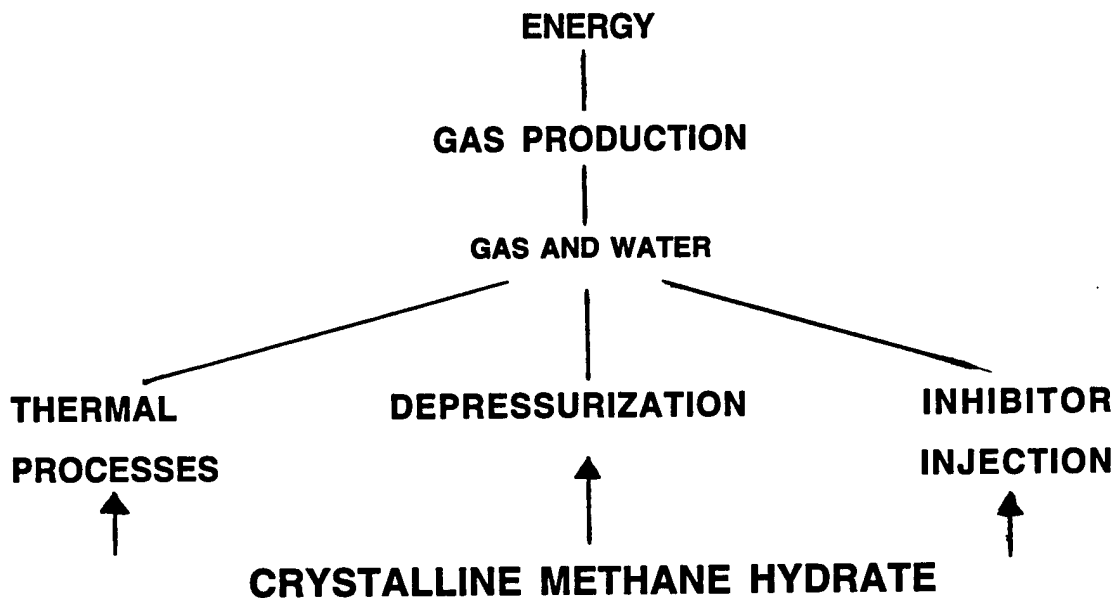 ENERGY
GAS PRODUCTION
GAS AND WATER
THERMAL
PROCESSES
DEPRESSURIZATION
INHIBITOR
INJECTION
CRYSTALLINE METHANE HYDRATE